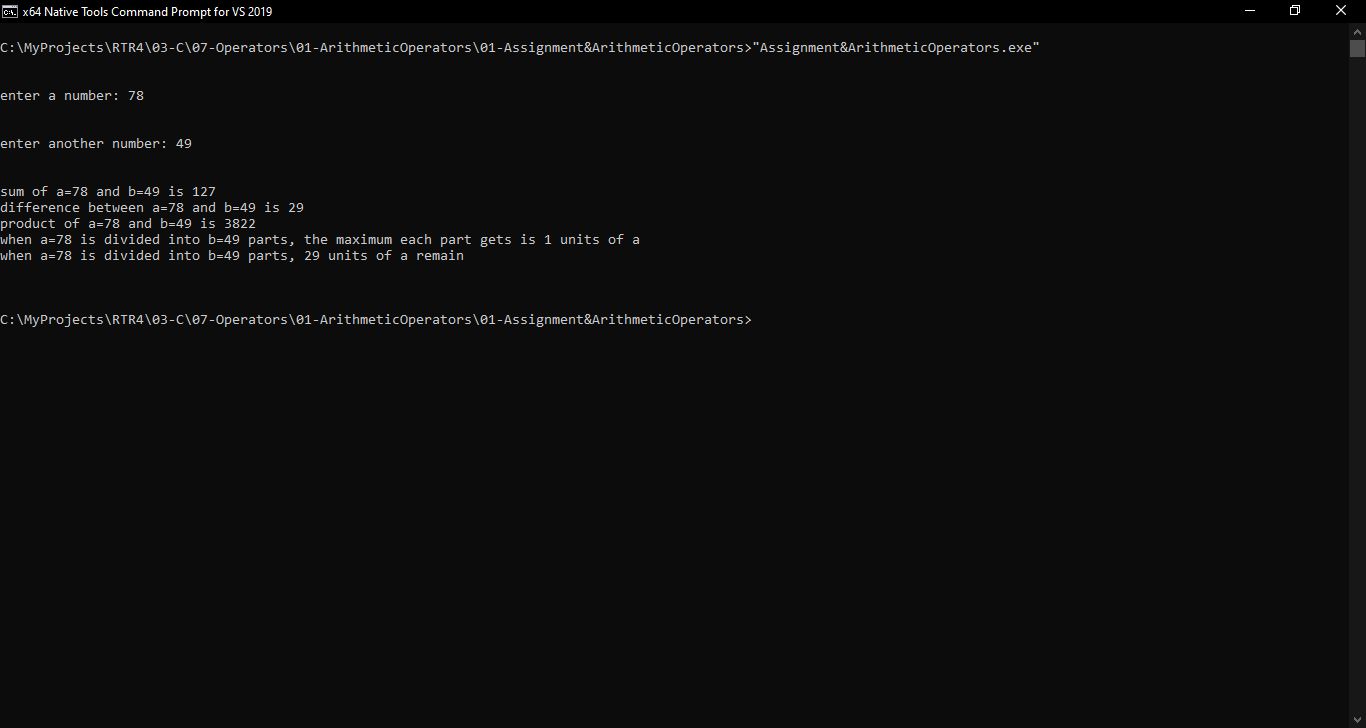 x64 Native Tools Command Prompt for VS 2019
C:\MyProjects\RTR4\03-C\07-Operators\01-ArithmeticOperators\01-Assignment&ArithmeticOperators>"Assignment&ArithmeticOperators.exe"
enter a number: 78
enter another number: 49
sum of a=78 and b=49 is 127
difference between a=78 and b=49 is 29
product of a=78 and b=49 is 3822
when a=78 is divided into b=49 parts, the maximum each part gets is 1 units of a
when a=78 is divided into b=49 parts, 29 units of a remain
C:\MyProjects\RTR4\03-C\07-Operators\01-ArithmeticOperators\01-Assignment&ArithmeticOperators>